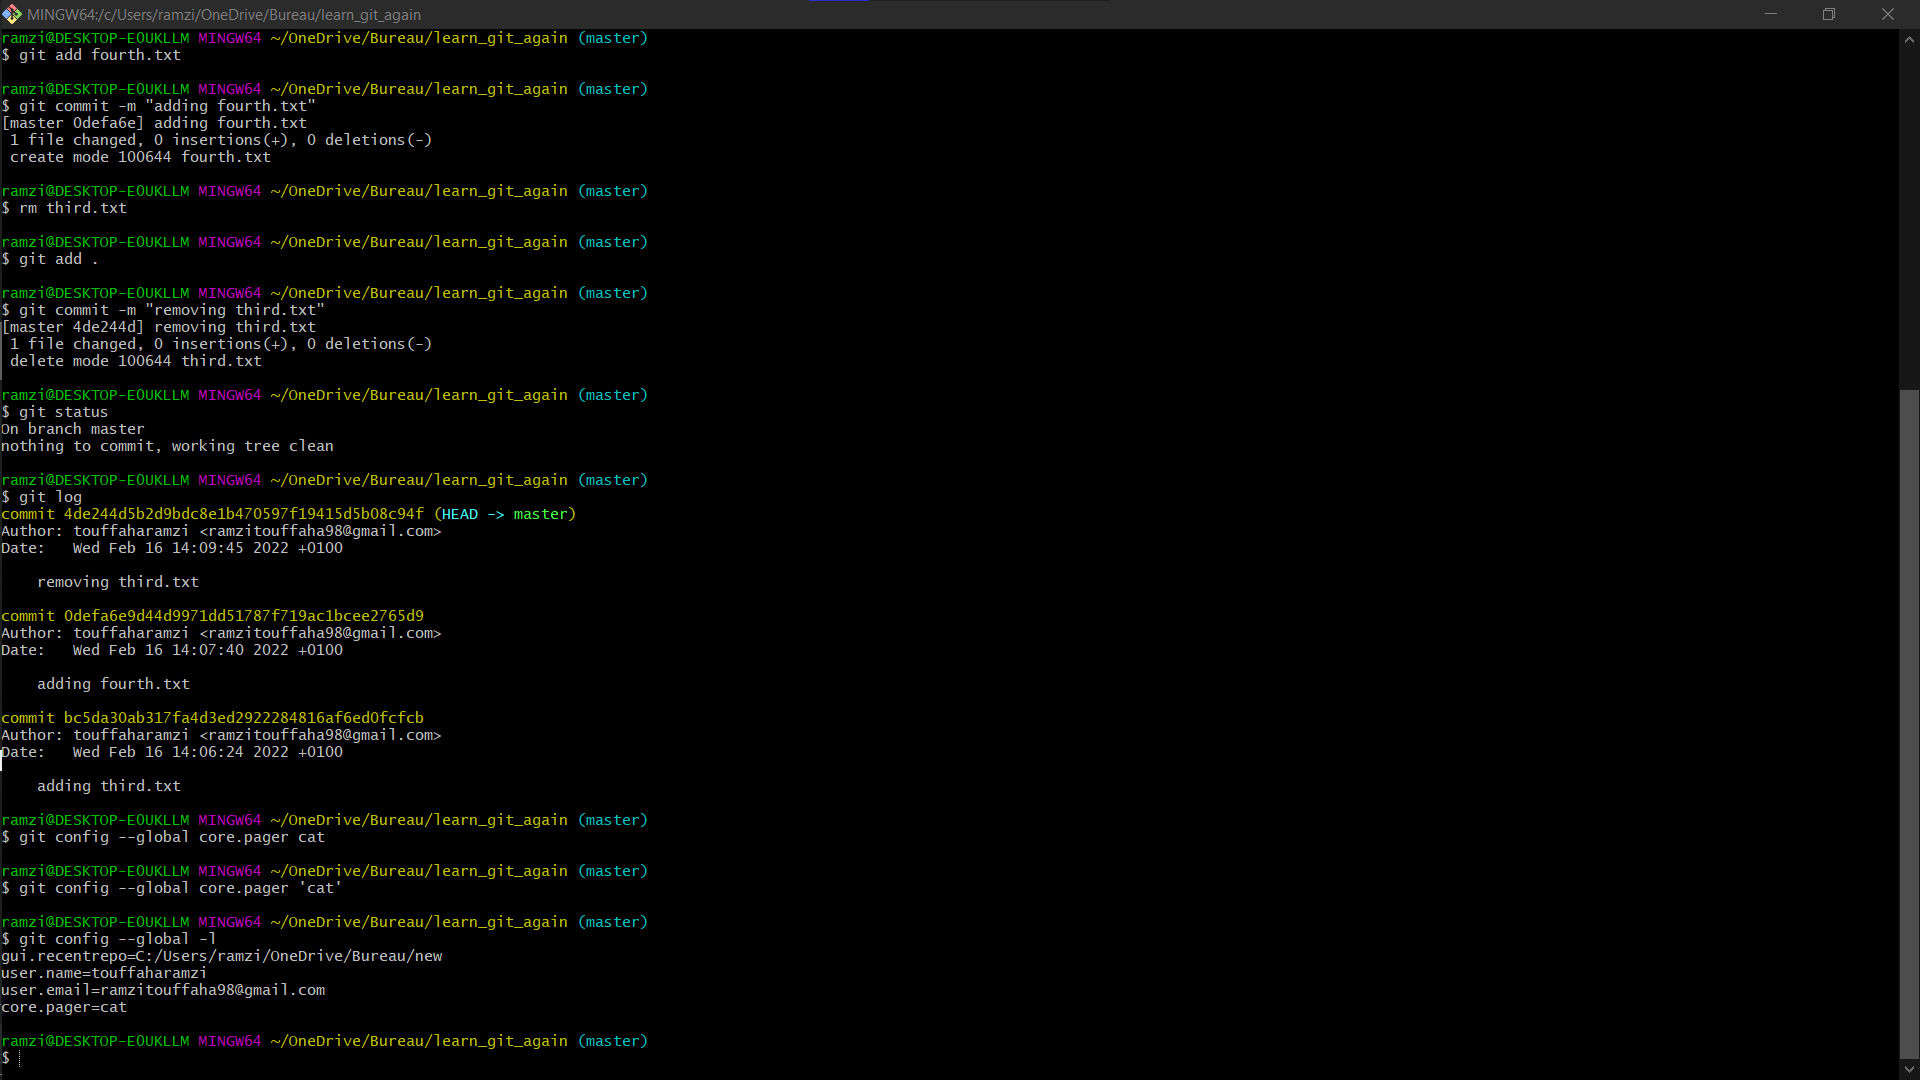 MINGW64:/c/Users/ramzi/OneDrive/Bureau/learn_git_again
ramzi@DESKTOP-E0UKLLM MINGW64 ~/OneDrive/Bureau/learn_git_again (master)
$ git add fourth.txt
ramzi@DESKTOP-E0UKLLM MINGW64 ~/OneDrive/Bureau/learn_git_again (master)
$ git commit -m "adding fourth.txt"
[master 0defa6e] adding fourth.txt
 1 file changed, 0 insertions(+), 0 deletions(-)
 create mode 100644 fourth.txt
ramzi@DESKTOP-E0UKLLM MINGW64 ~/OneDrive/Bureau/learn_git_again (master)
$ rm third.txt
ramzi@DESKTOP-E0UKLLM MINGW64 ~/OneDrive/Bureau/learn_git_again (master)
$ git add .
ramzi@DESKTOP-E0UKLLM MINGW64 ~/OneDrive/Bureau/learn_git_again (master)
$ git commit -m "removing third.txt"
[master 4de244d] removing third.txt
 1 file changed, 0 insertions(+), 0 deletions(-)
 delete mode 100644 third.txt
ramzi@DESKTOP-E0UKLLM MINGW64 ~/OneDrive/Bureau/learn_git_again (master)
$ git status
On branch master
nothing to commit, working tree clean
ramzi@DESKTOP-E0UKLLM MINGW64 ~/OneDrive/Bureau/learn_git_again (master)
$ git log
commit 4de244d5b2d9bdc8e1b470597f19415d5b08c94f (HEAD -> master)
Author: touffaharamzi <ramzitouffaha98@gmail.com>
Date:   Wed Feb 16 14:09:45 2022 +0100
    removing third.txt
commit 0defa6e9d44d9971dd51787f719ac1bcee2765d9
Author: touffaharamzi <ramzitouffaha98@gmail.com>
Date:   Wed Feb 16 14:07:40 2022 +0100
    adding fourth.txt
commit bc5da30ab317fa4d3ed2922284816af6ed0fcfcb
Author: touffaharamzi <ramzitouffaha98@gmail.com>
Date:   Wed Feb 16 14:06:24 2022 +0100
    adding third.txt
ramzi@DESKTOP-E0UKLLM MINGW64 ~/OneDrive/Bureau/learn_git_again (master)
$ git config --global core.pager cat
ramzi@DESKTOP-E0UKLLM MINGW64 ~/OneDrive/Bureau/learn_git_again (master)
$ git config --global core.pager 'cat'
ramzi@DESKTOP-E0UKLLM MINGW64 ~/OneDrive/Bureau/learn_git_again (master)
$ git config --global -l
gui.recentrepo=C:/Users/ramzi/OneDrive/Bureau/new
user.name=touffaharamzi
user.email=ramzitouffaha98@gmail.com
core.pager=cat
ramzi@DESKTOP-E0UKLLM MINGW64 ~/OneDrive/Bureau/learn_git_again (master)
$